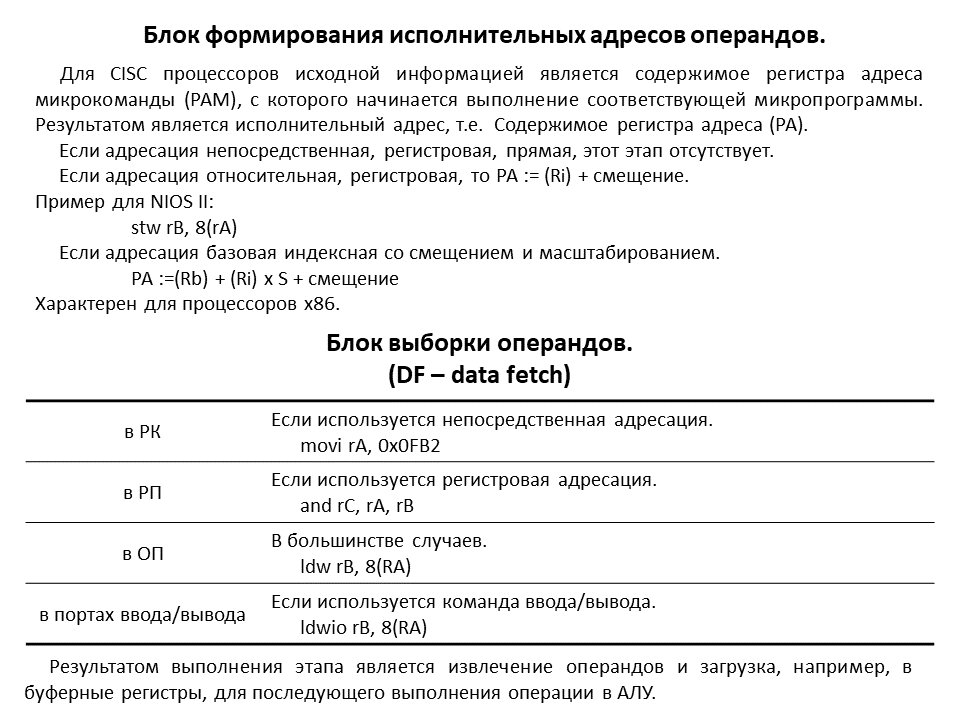 Блок формирования исполнительных адресов операндов.
Для CISC процессоров исходной информацией является содержимое регистра адреса
микрокоманды (РАМ), с которого начинается выполнение соответствующей микропрограммы.
Результатом является исполнительный адрес, т.е. Содержимое регистра адреса (РА).
Если адресация непосредственная, регистровая, прямая, этот этап отсутствует.
Если адресация относительная, регистровая, то РА := (Ri) + смещение.
Пример для NIOS II:
stw rB, 8(rA)
Если адресация базовая индексная со смещением и масштабированием.
РА :=(Rb) + (Ri) x S + смещение
Характерен для процессоров x86.
Блок выборки операндов.
(DF – data fetch)
в РК
Если используется непосредственная адресация.
movi rA, 0x0FB2
в РП
Если используется регистровая адресация.
and rC, rA, rB
в ОП
В большинстве случаев.
ldw rB, 8(RA)
в портах ввода/вывода
Если используется команда ввода/вывода.
ldwio rB, 8(RA)
Результатом выполнения этапа является извлечение операндов и загрузка, например, в
буферные регистры, для последующего выполнения операции в АЛУ.